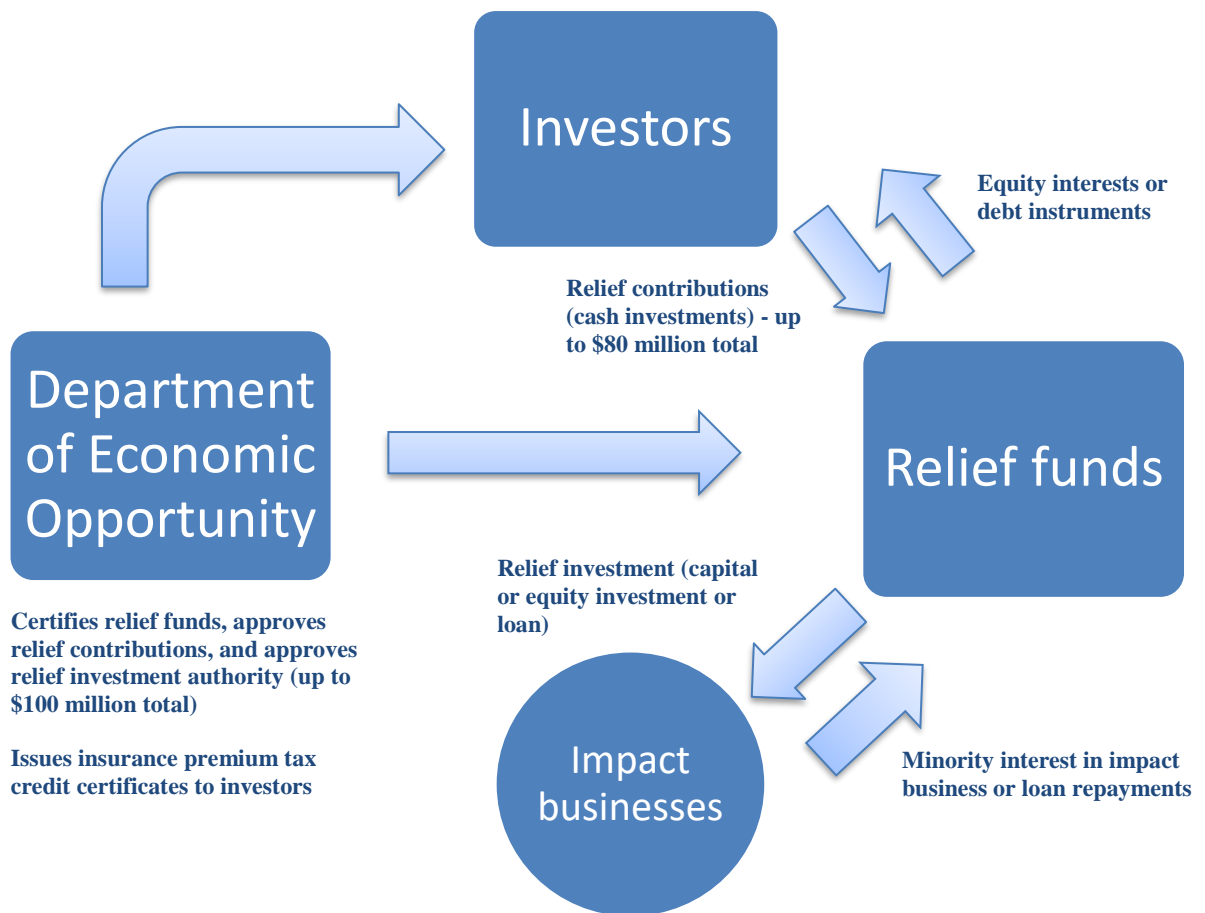 Investors
Equity interests or
debt instruments
Relief contributions
(cash investments) - up
to $80 million total
Department
of Economic
Opportunity
Relief funds
Relief investment (capital
or equity investment or
loan)
Certifies relief funds, approves
relief contributions, and approves
relief investment authority (up to
$100 million total)
Issues insurance premium tax
credit certificates to investors
Impact
businesses
Minority interest in impact
business or loan repayments